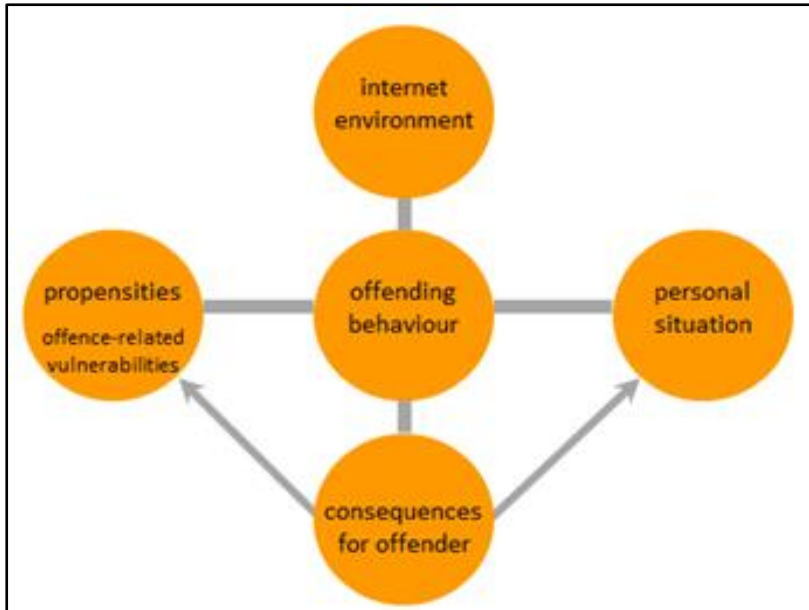 internet
environment
propensities
offence-related
vulnerabilities
offending
behaviour
personal
situation
consequences
for offender